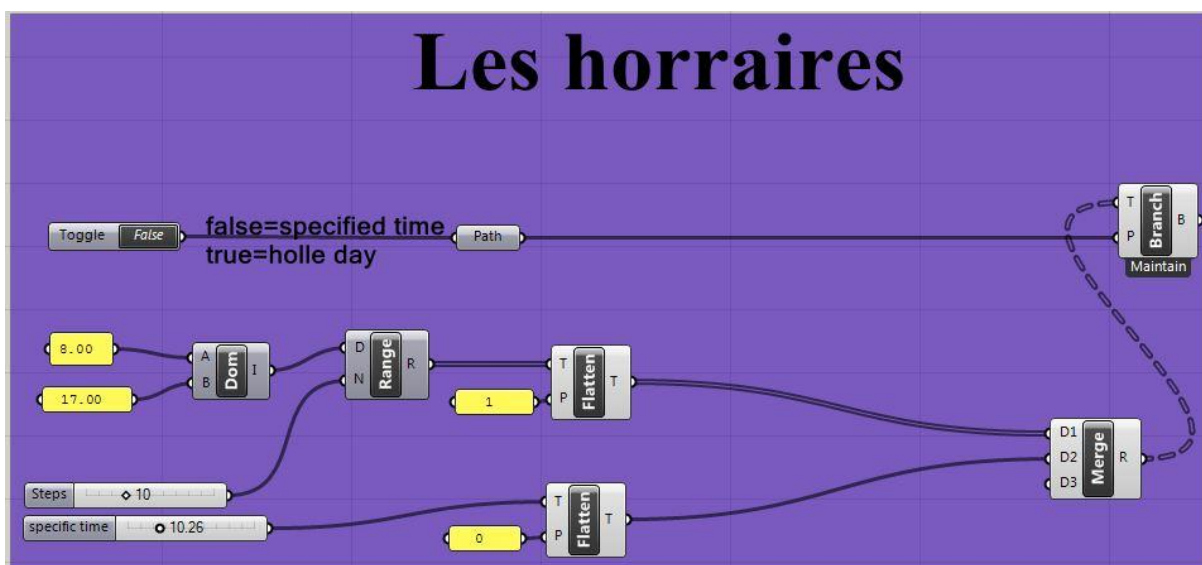 Les horraires
Toggle False
false=specified time
true=holle day
Path
T P Branch B
Maintain
8.00
17.00
A B Dom I
D N Range R
1
T P Flatten T
D1 D2 D3 Merge R
Steps 10
specific time 10.26
0
T P Flatten T